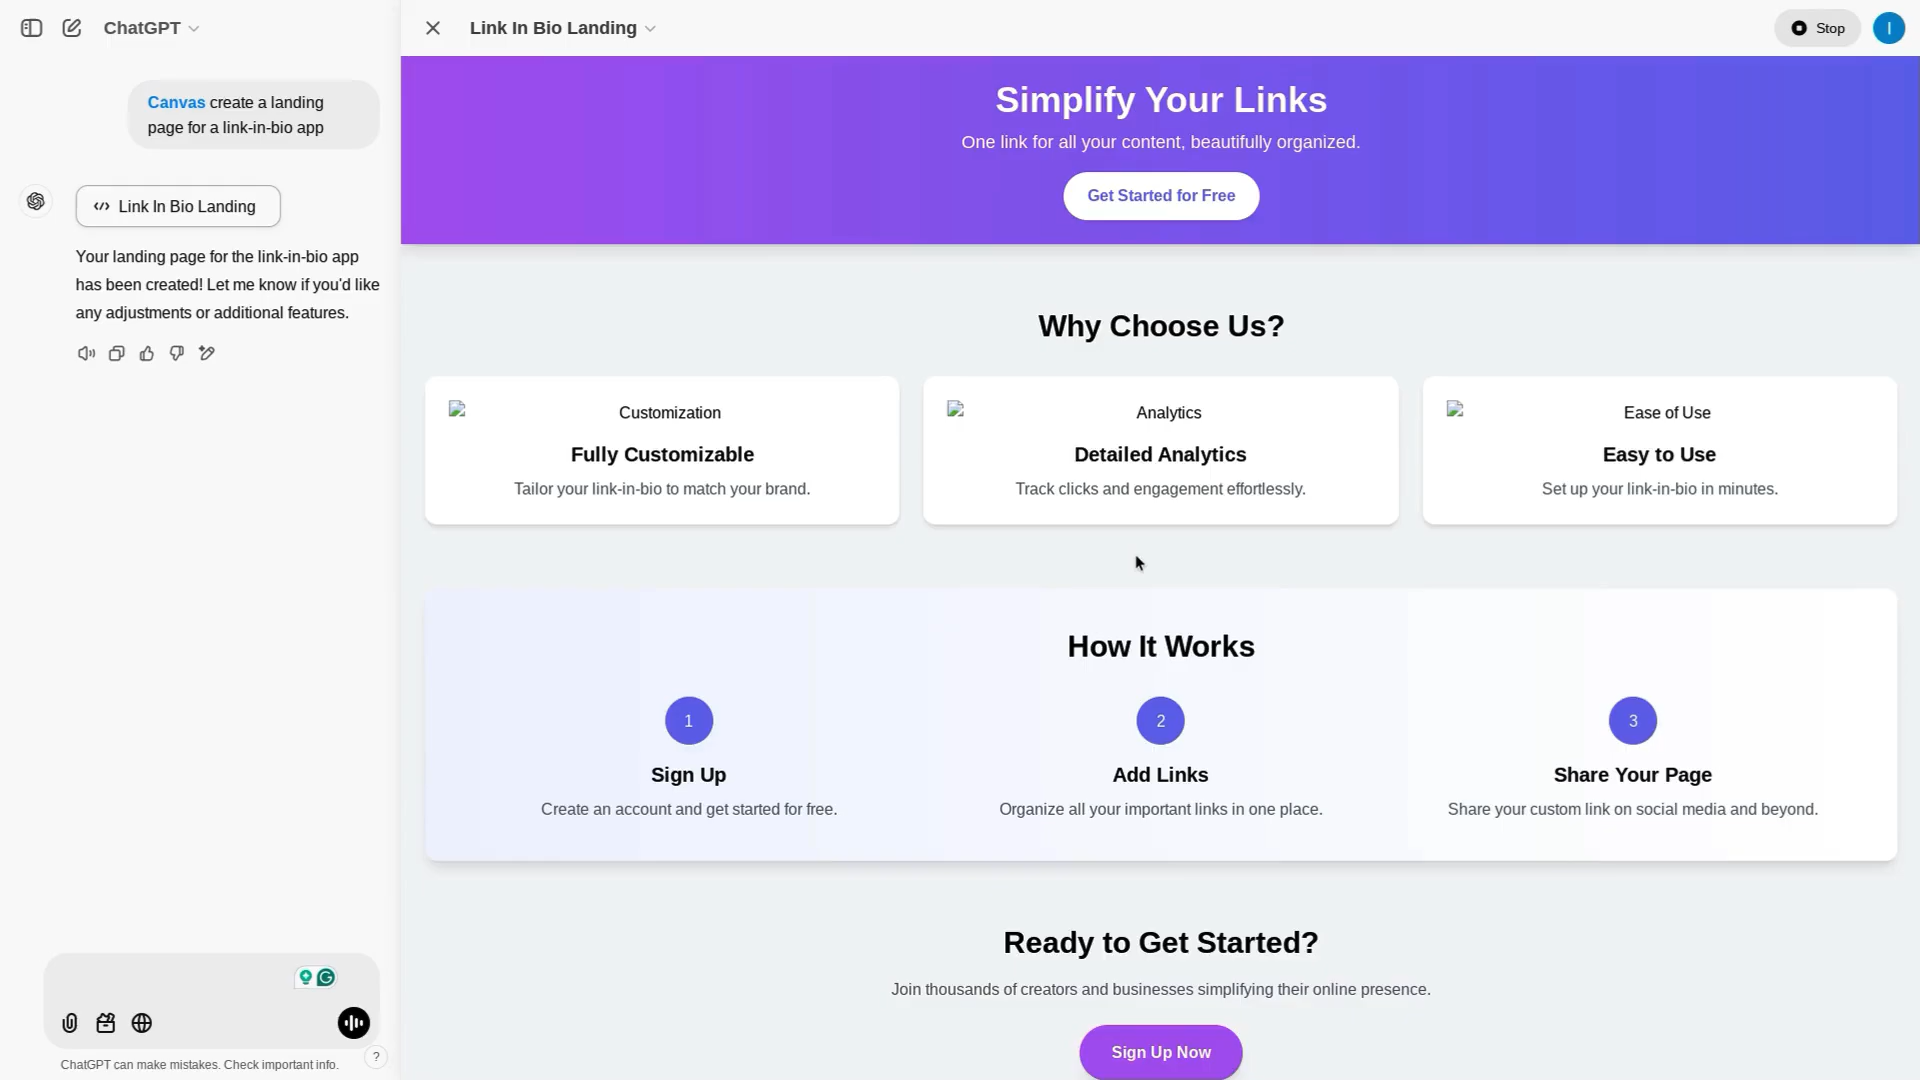 ChatGPT
Link In Bio Landing
Stop
I
Canvas create a landing
page for a link-in-bio app
Link In Bio Landing
Your landing page for the link-in-bio app
has been created! Let me know if you'd like
any adjustments or additional features.
ChatGPT can make mistakes. Check important info.
?
Simplify Your Links
One link for all your content, beautifully organized.
Get Started for Free
Why Choose Us?
Customization
Fully Customizable
Tailor your link-in-bio to match your brand.
Analytics
Detailed Analytics
Track clicks and engagement effortlessly.
Ease of Use
Easy to Use
Set up your link-in-bio in minutes.
How It Works
1
Sign Up
Create an account and get started for free.
2
Add Links
Organize all your important links in one place.
3
Share Your Page
Share your custom link on social media and beyond.
Ready to Get Started?
Join thousands of creators and businesses simplifying their online presence.
Sign Up Now